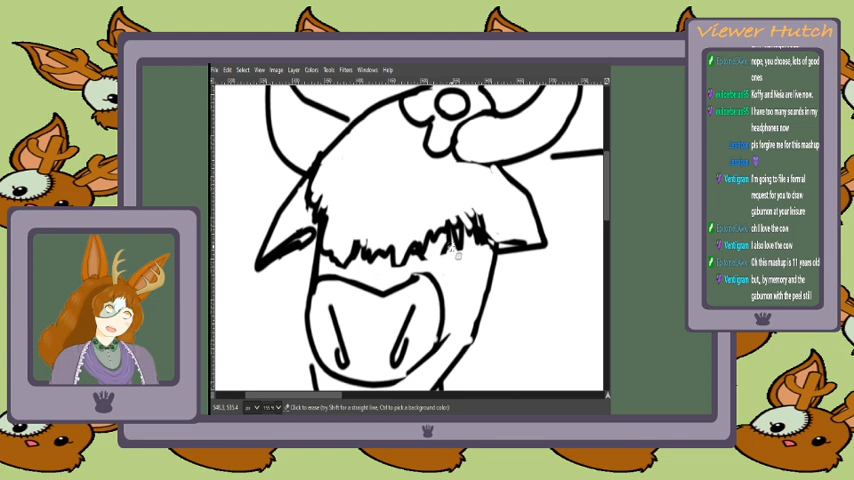 Viewer Hutch
File Edit Select View Image Layer Colors Tools Filters Windows Help
nope, you choose, lots of good
ones
Koffy and Neia are live now.
I have too many sounds in my
headphones now
pls forgive me for this mashup
Ventigram I'm going to file a formal
request for you to draw
gaburnon at your leisure
oh I love the cow
Ventigram I also love the cow
Oh this mashup is 11 years old
Ventigram but, by memory and the
gaburnon with the peel still
Click to erase (try Shift for a straight line, Ctrl to pick a background color)